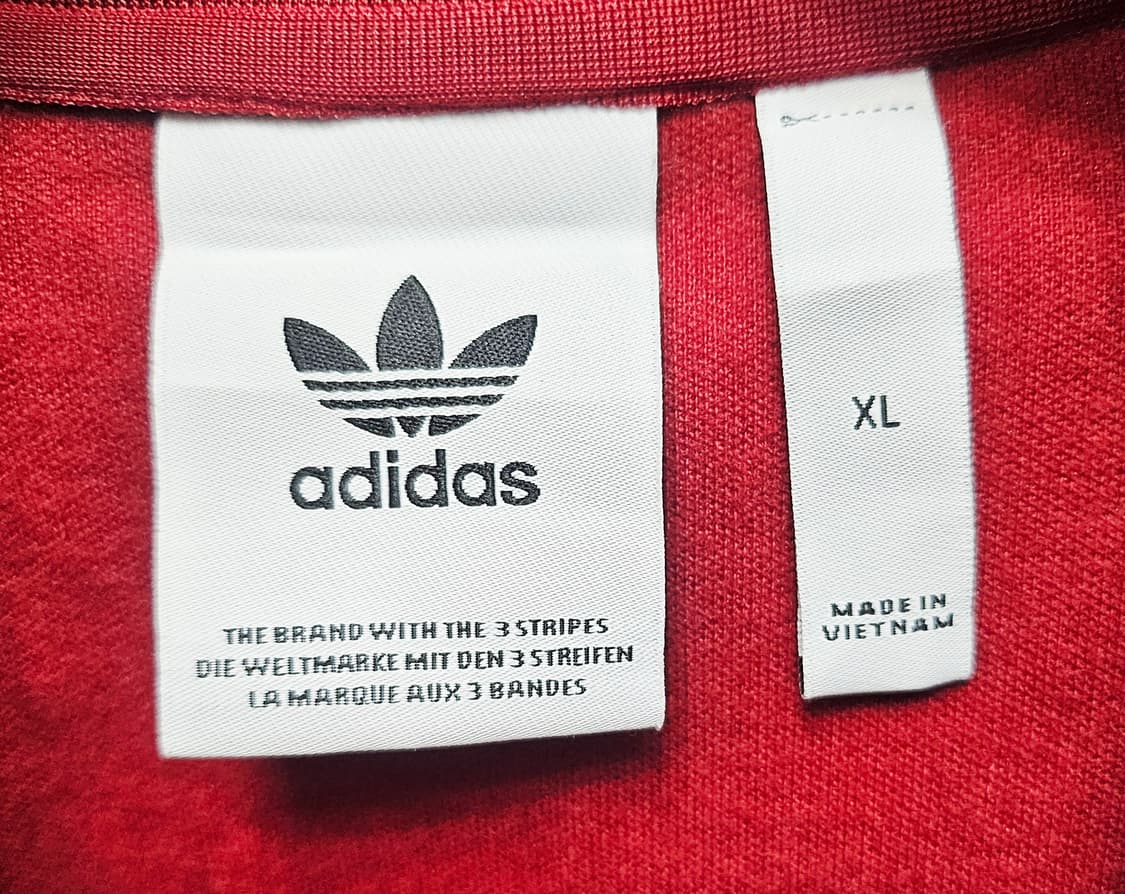 adidas
THE BRAND WITH THE 3 STRIPES
DIE WELTMARKE MIT DEN 3 STREIFEN
LA MARQUE AUX 3 BANDES
XL
MADE IN
VIETNAM